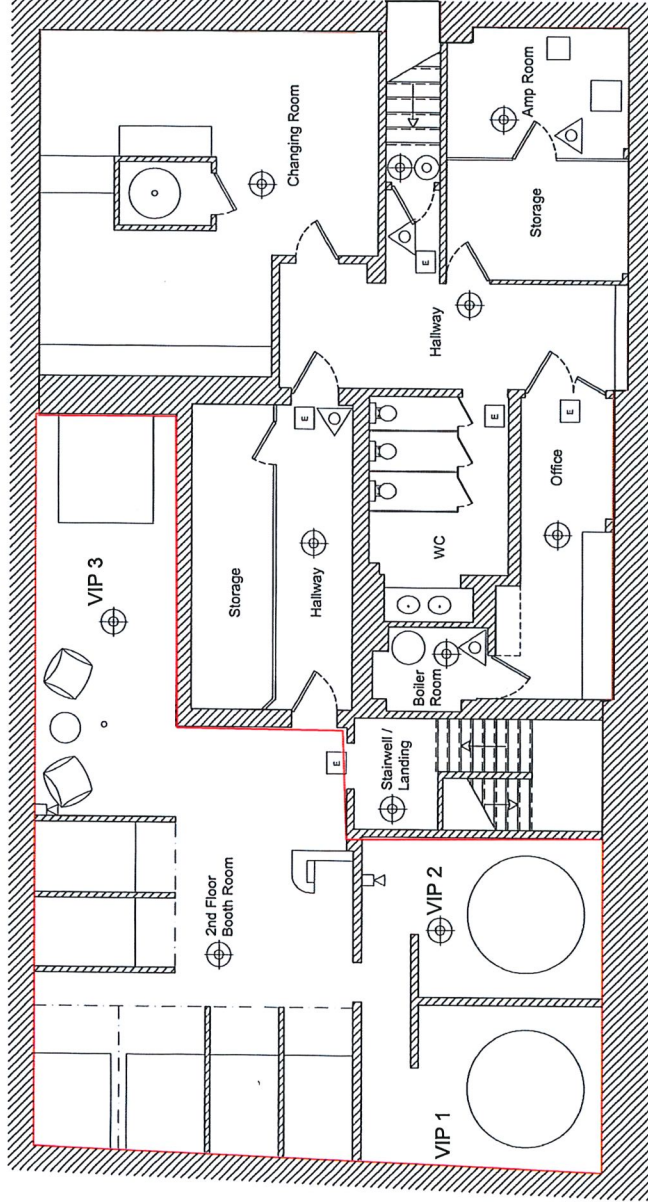 VIP 3
Changing Room
Storage
Hallway
2nd Floor
Booth Room
Stairwell /
Landing
Boiler
Room
WC
Hallway
Storage
Amp Room
Office
VIP 2
VIP 1
E
E
E
E
E